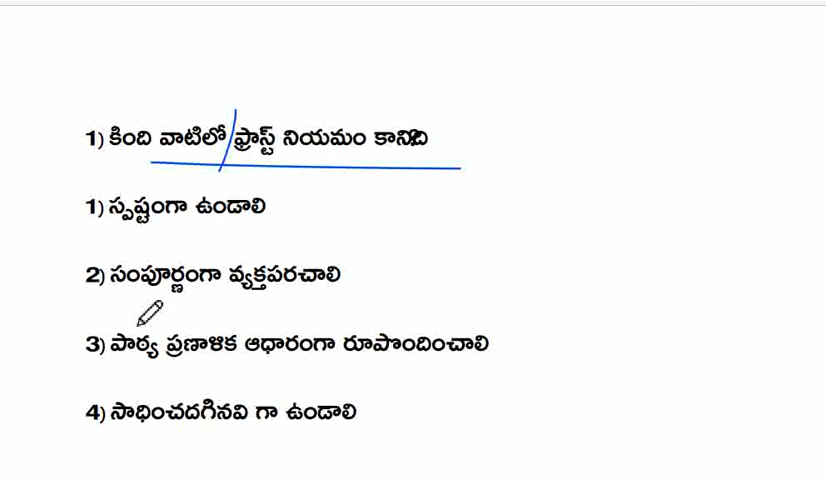 1) కింది వాటిలో ఫ్రాస్ట్ నియమం కానిది?
1) స్పష్టంగా ఉండాలి
2) సంపూర్ణంగా వ్యక్తపరచాలి
3) పాఠ్య ప్రణాళిక ఆధారంగా రూపొందించాలి
4) సాధించదగినవి గా ఉండాలి